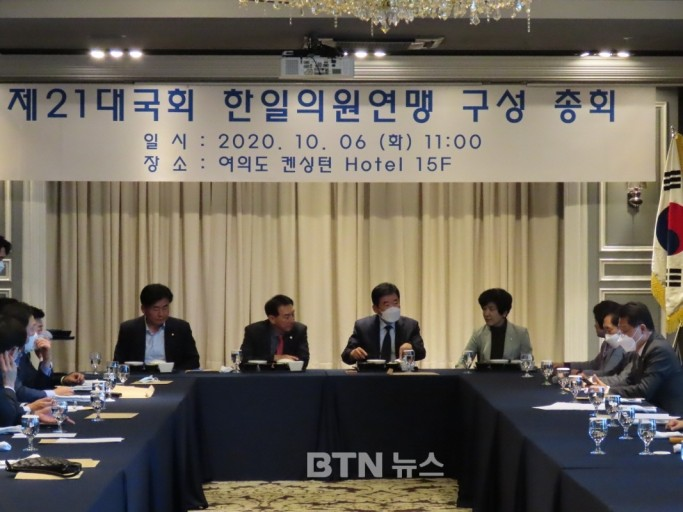 제21대국회 한일의원연맹 구성 총회
일 시 : 2020. 10. 06 (화) 11:00
장 소 : 여의도 켄싱턴 Hotel 15F
BTN 뉴스